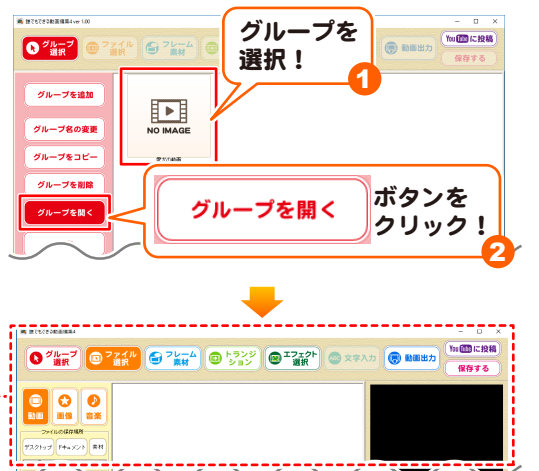 誰でもできる動画編集4 ver 1.00
グループ
選択
ファイル
選択
フレーム
素材
動画出力
YouTubeに投稿
保存する
グループを
選択！
1
グループを追加
グループ名の変更
グループをコピー
グループを削除
グループを開く
NO IMAGE
グループを開く
ボタンを
クリック！
2
誰でもできる動画編集4
グループ
選択
ファイル
選択
フレーム
素材
トランジ
ション
エフェクト
選択
ABC 文字入力
動画出力
YouTubeに投稿
保存する
動画 画像 音楽
ファイルの保存場所
デスクトップ ドキュメント 素材